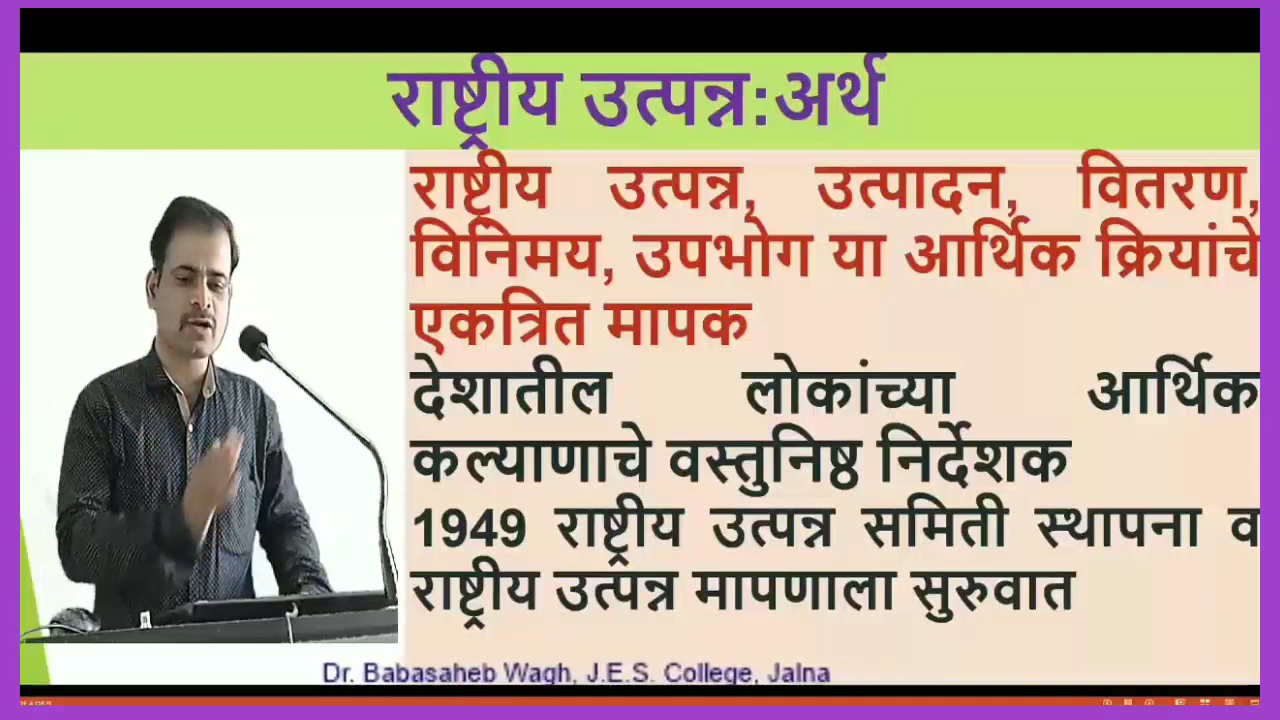 राष्ट्रीय उत्पन्न:अर्थ
राष्ट्रीय उत्पन्न, उत्पादन, वितरण,
विनिमय, उपभोग या आर्थिक क्रियांचे
एकत्रित मापक
देशातील लोकांच्या आर्थिक
कल्याणाचे वस्तुनिष्ठ निर्देशक
1949 राष्ट्रीय उत्पन्न समिती स्थापना व
राष्ट्रीय उत्पन्न मापणाला सुरुवात
Dr. Babasaheb Wagh, J.E.S. College, Jalna